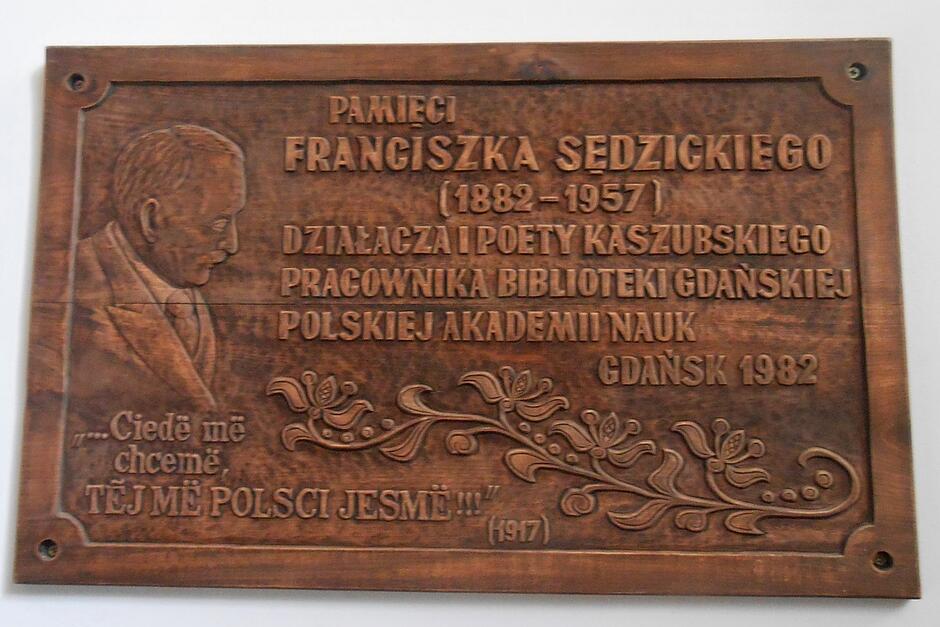 PAMIĘCI
FRANCISZKA SĘDZICKIEGO
(1882-1957)
DZIAŁACZA I POETY KASZUBSKIEGO
PRACOWNIKA BIBLIOTEKI GDAŃSKIEJ
POLSKIEJ AKADEMII NAUK
GDAŃSK 1982
„...Ciedë më
chcemë,
TĒJ MË POLSCI JESMË!!!”
(1917)